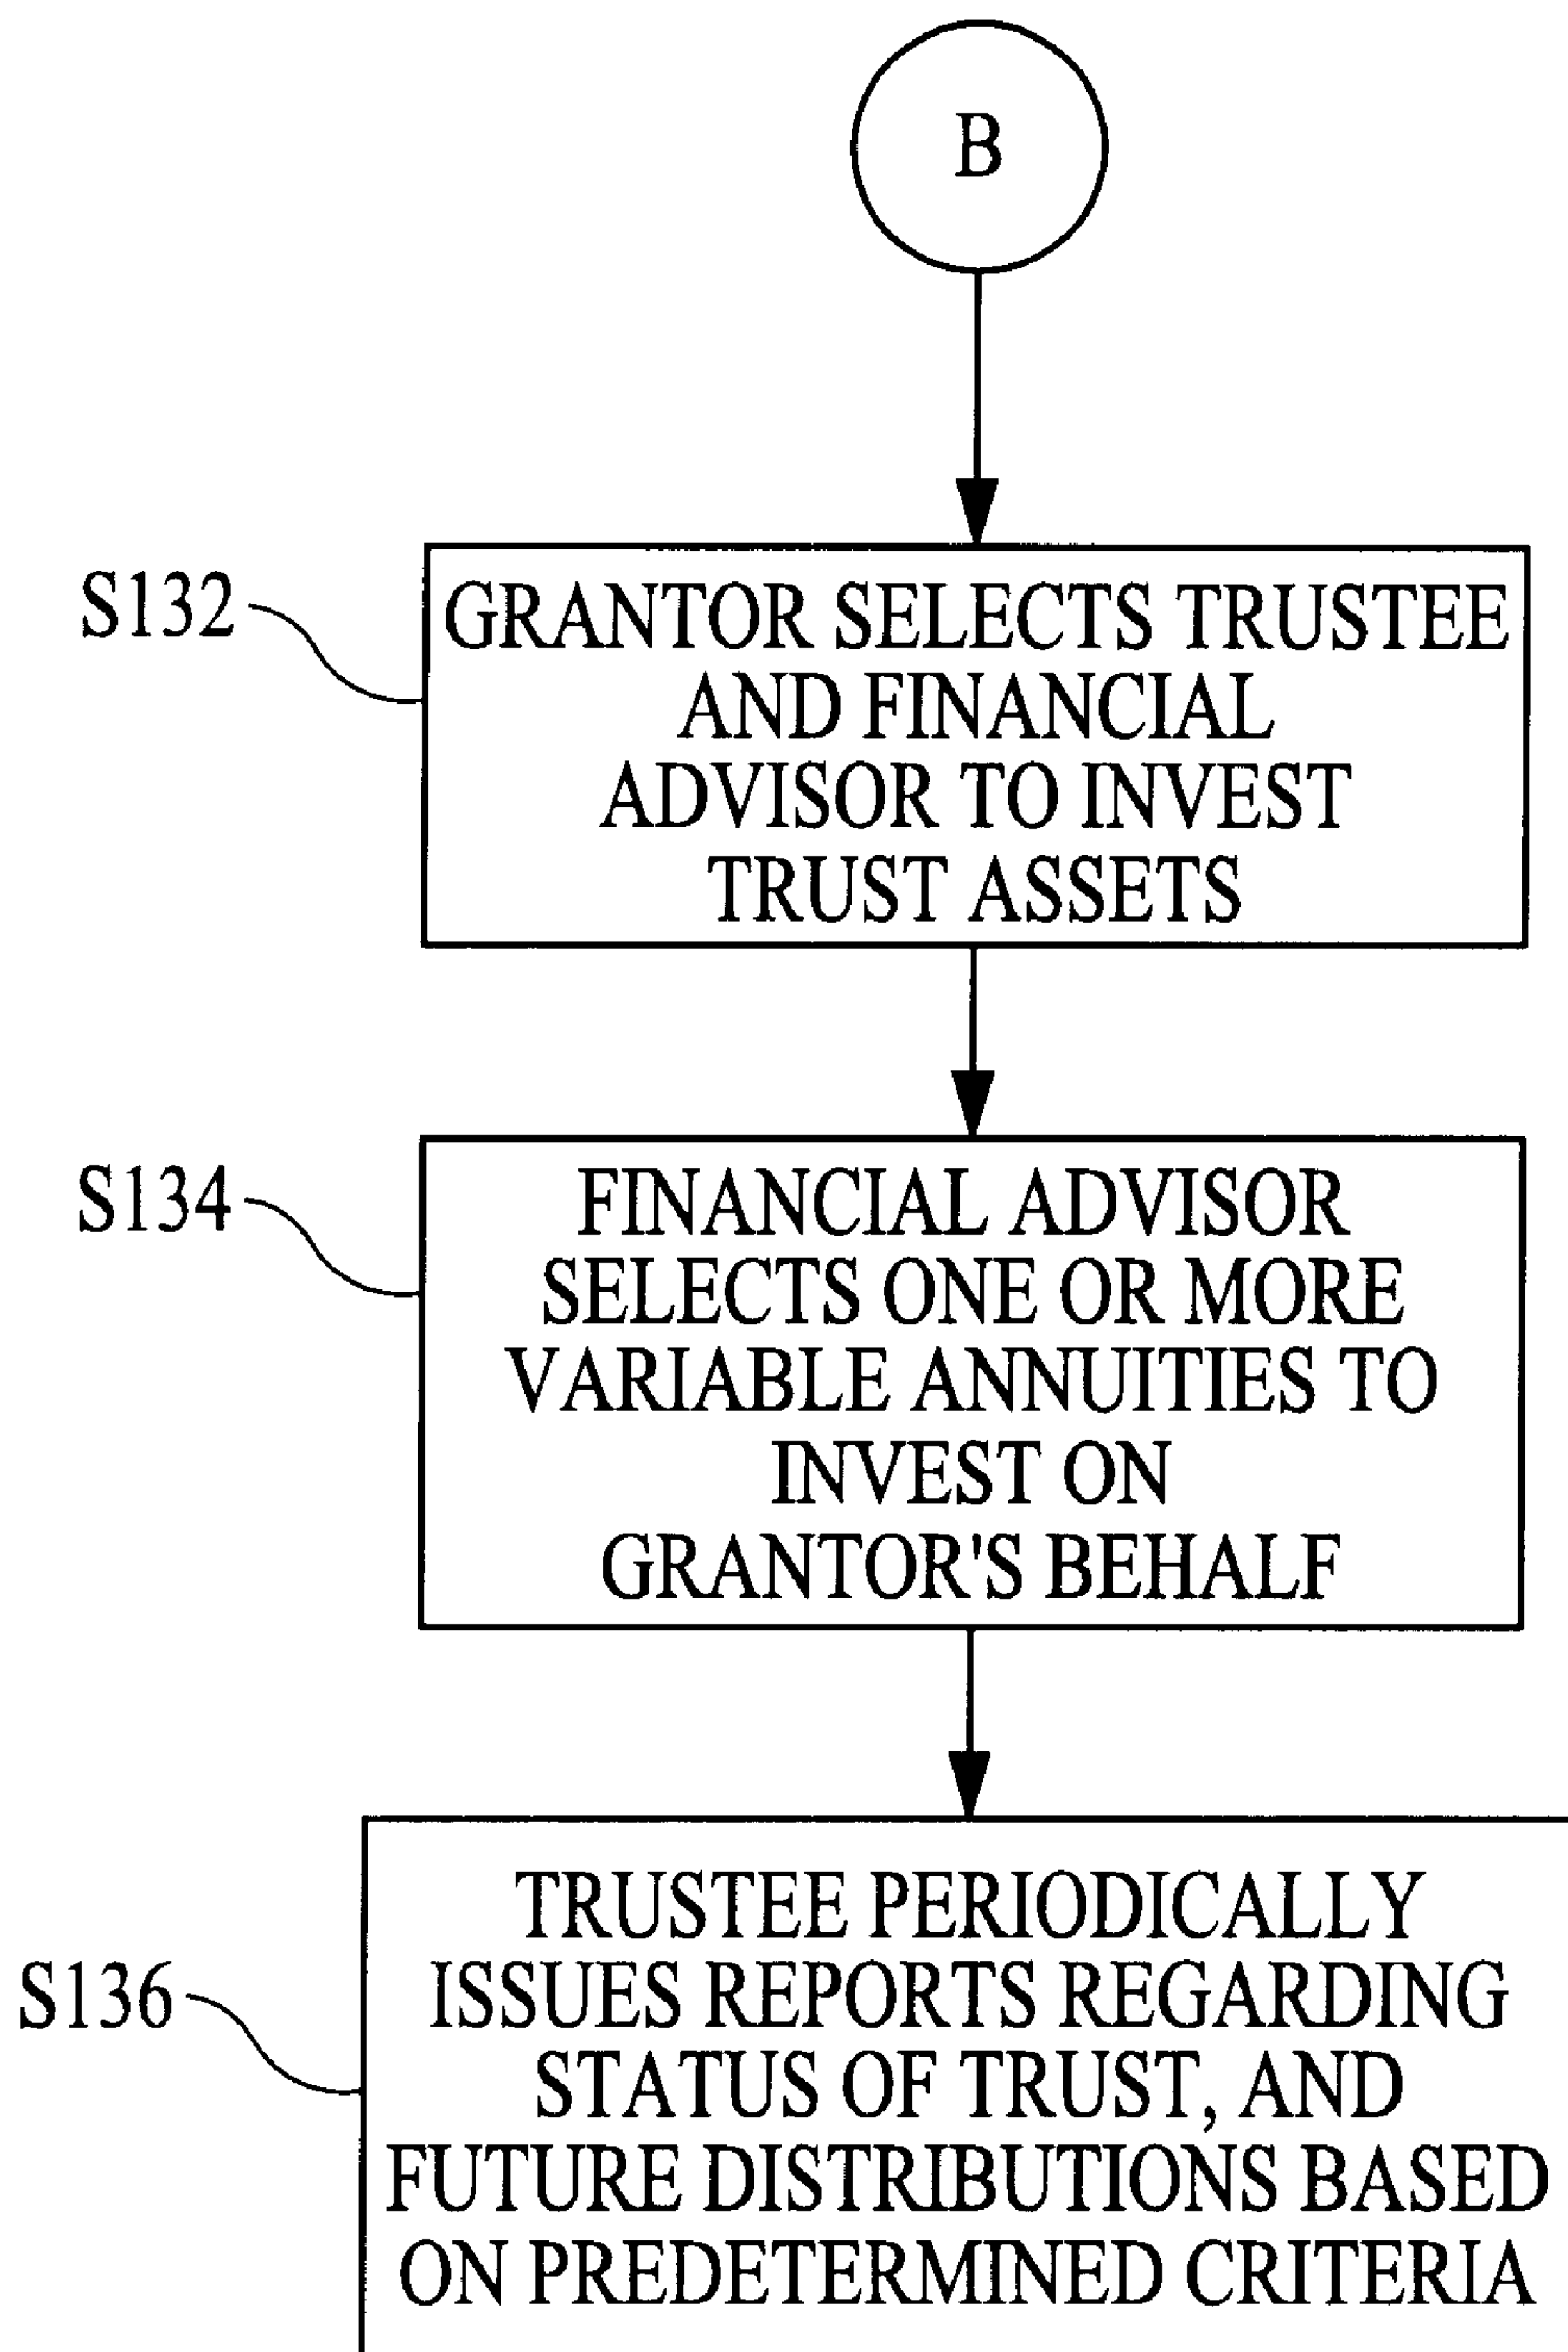 B
S132
GRANTOR SELECTS TRUSTEE
AND FINANCIAL
ADVISOR TO INVEST
TRUST ASSETS
S134
FINANCIAL ADVISOR
SELECTS ONE OR MORE
VARIABLE ANNUITIES TO
INVEST ON
GRANTOR'S BEHALF
S136
TRUSTEE PERIODICALLY
ISSUES REPORTS REGARDING
STATUS OF TRUST, AND
FUTURE DISTRIBUTIONS BASED
ON PREDETERMINED CRITERIA